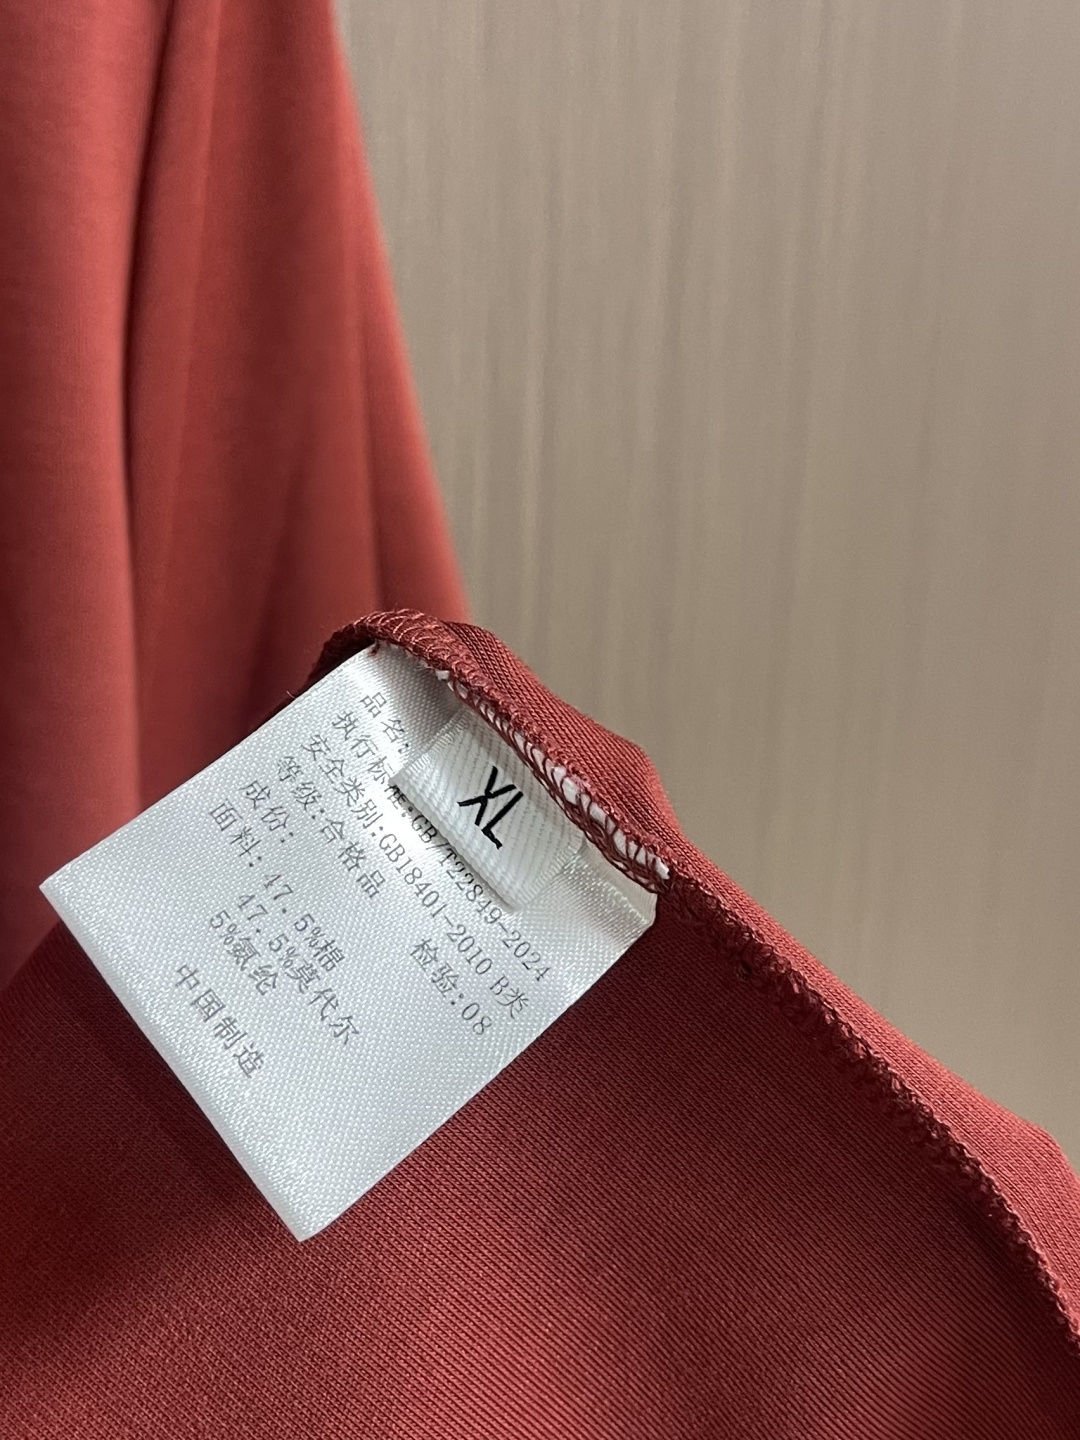 品名:
执行标准:GB/T22849-2024
安全类别:GB18401-2010 B类
等级:合格品 检验:08
成份:
面料: 47.5%棉
47.5%莫代尔
5%氨纶
中国制造
XL